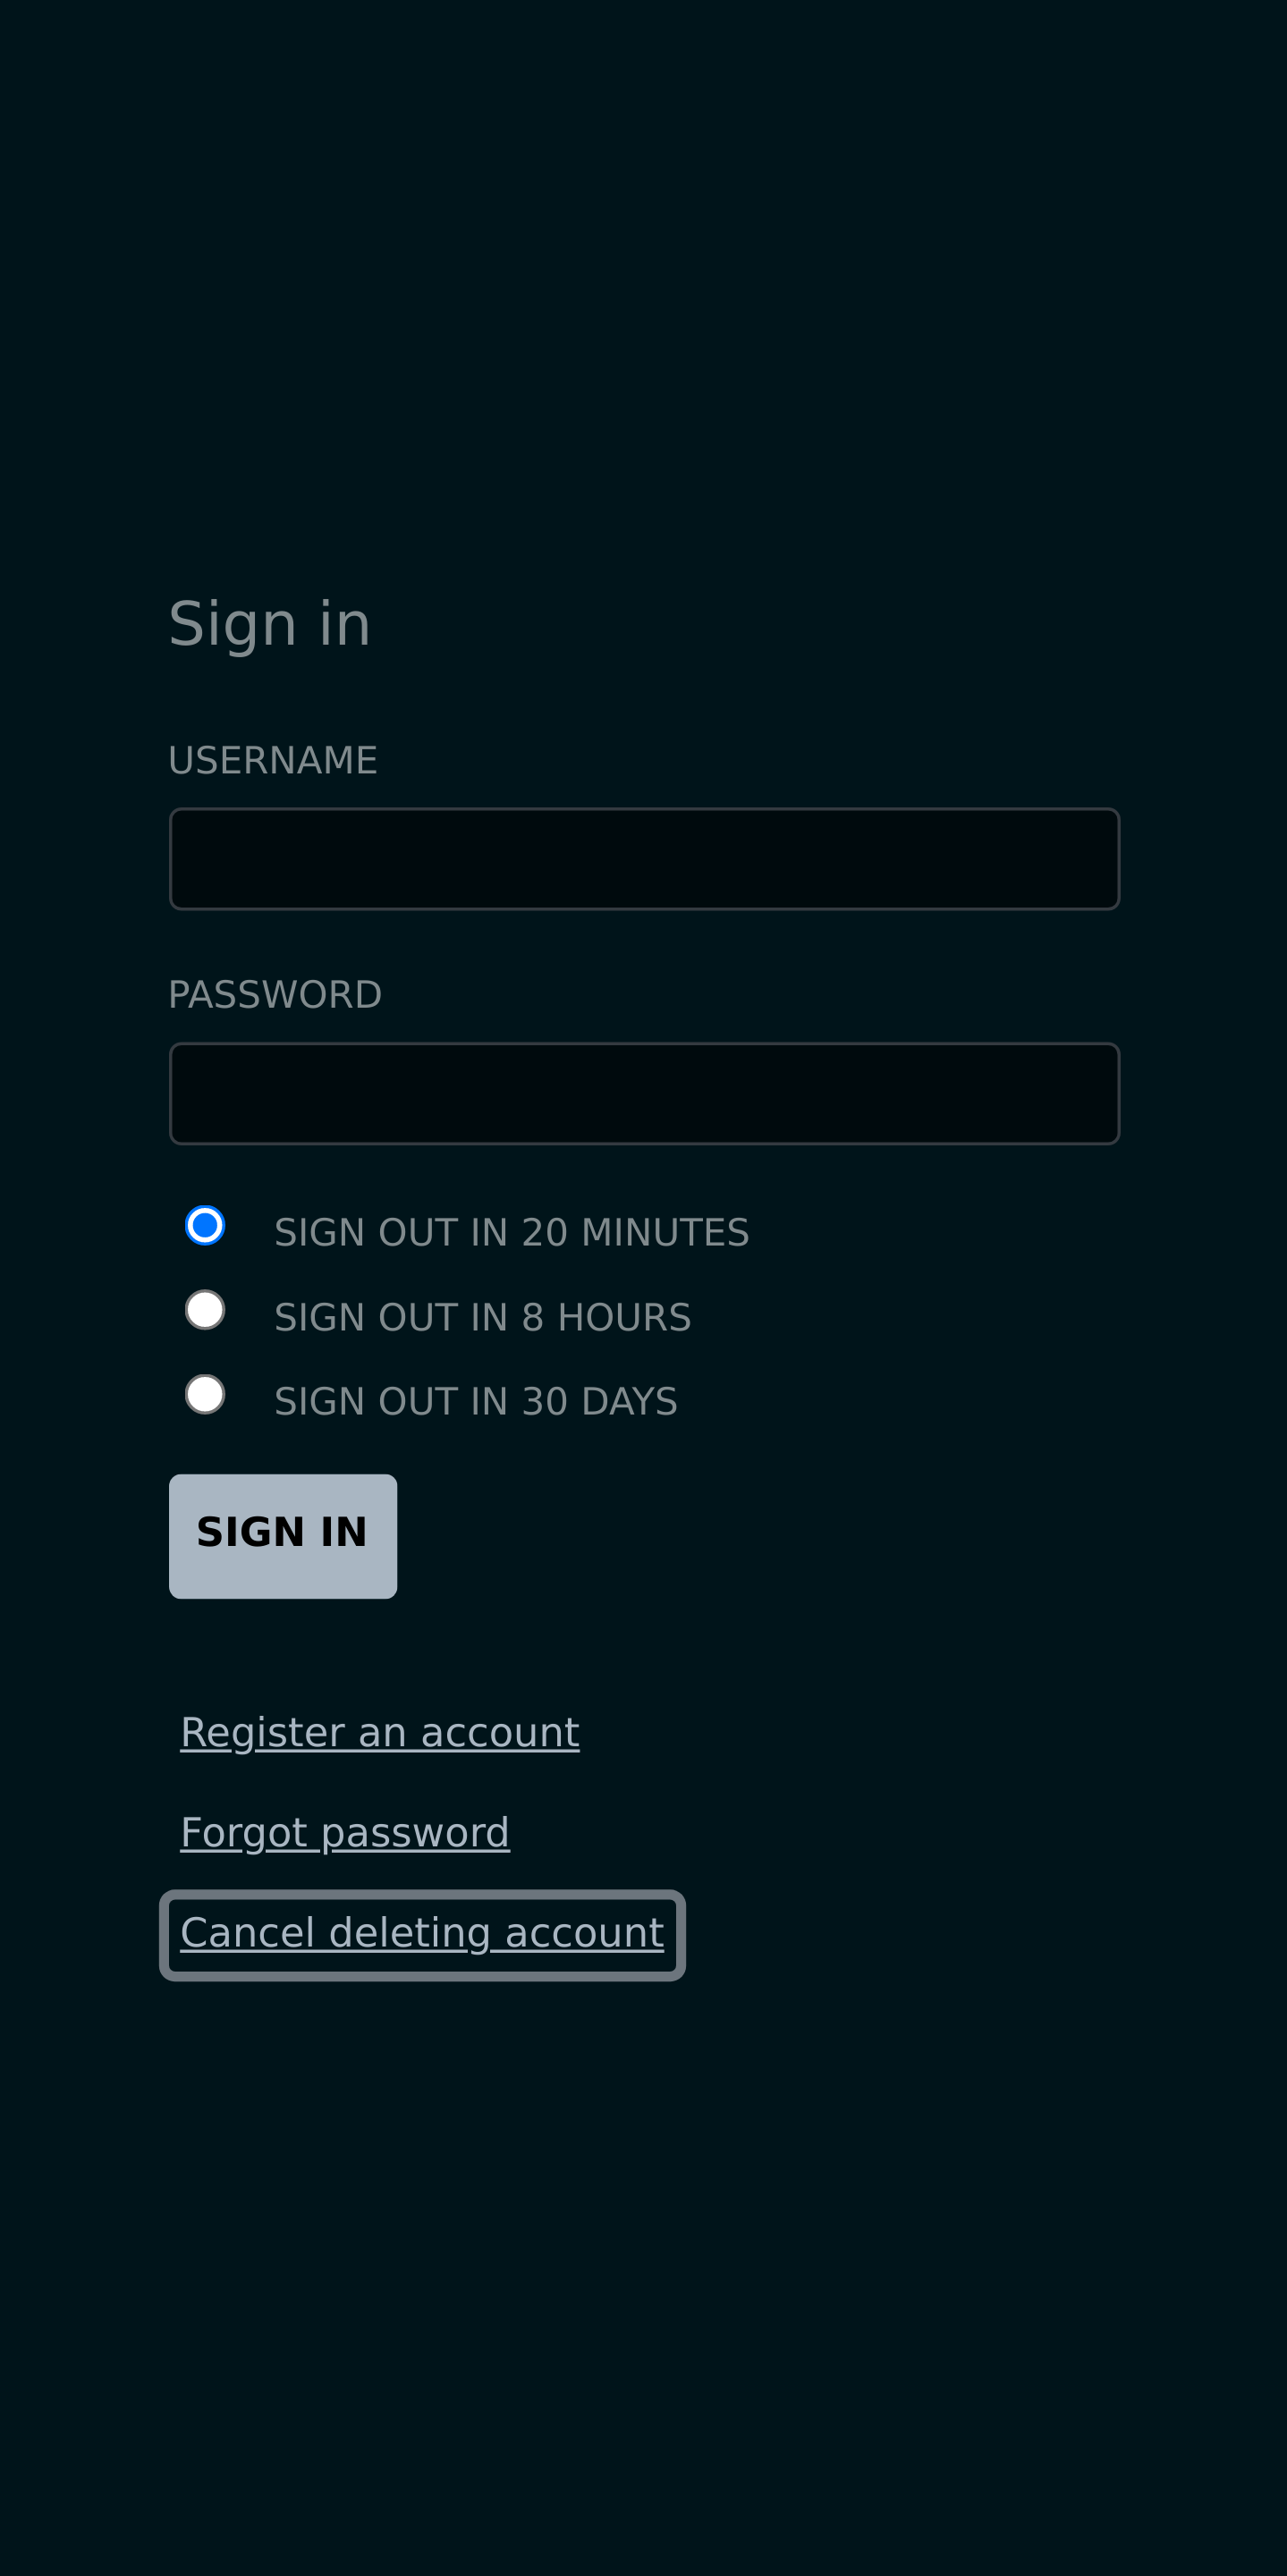 Sign in
USERNAME
PASSWORD
SIGN OUT IN 20 MINUTES
SIGN OUT IN 8 HOURS
SIGN OUT IN 30 DAYS
SIGN IN
Register an account
Forgot password
Cancel deleting account